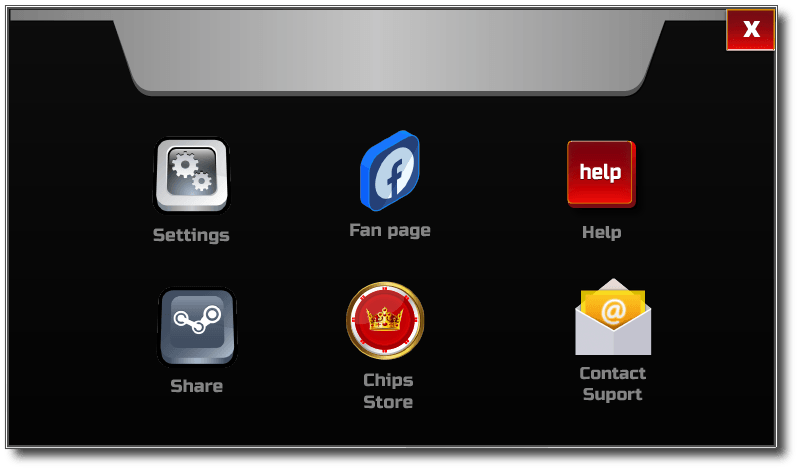 X
help
Settings
Fan page
Help
@
Share
Chips
Store
Contact
Suport